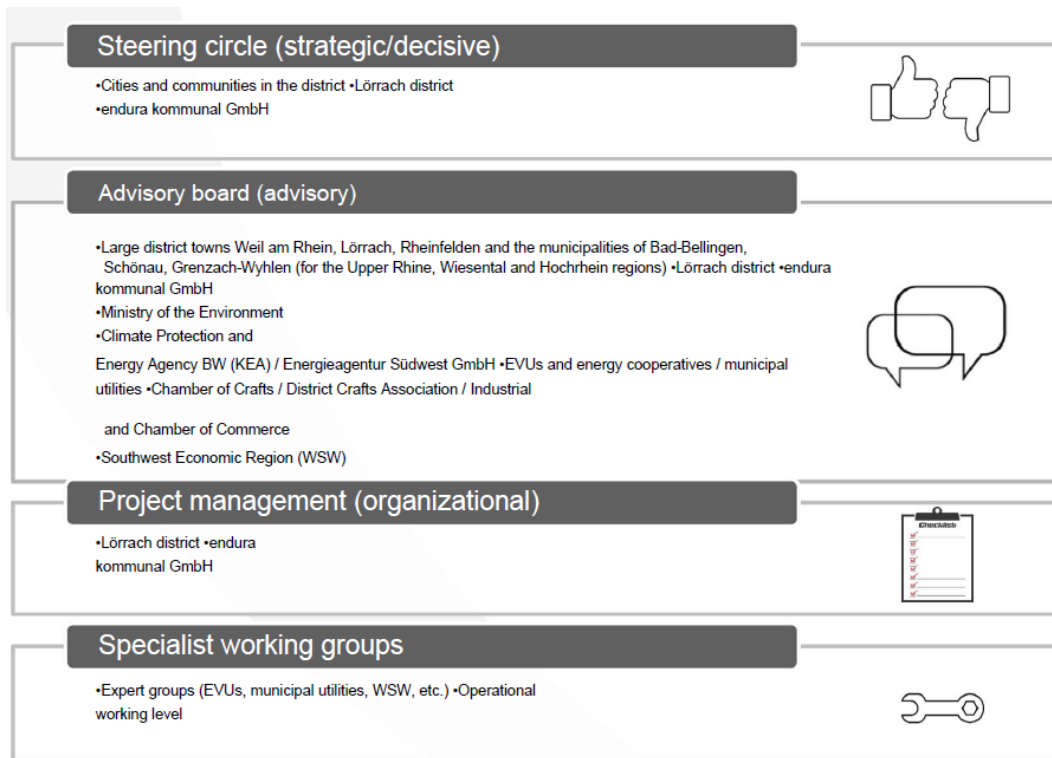 Steering circle (strategic/decisive)
•Cities and communities in the district •Lörrach district
•endura kommunal GmbH
Advisory board (advisory)
•Large district towns Weil am Rhein, Lörrach, Rheinfelden and the municipalities of Bad-Bellingen,
Schönau, Grenzach-Wyhlen (for the Upper Rhine, Wiesental and Hochrhein regions) •Lörrach district •endura
kommunal GmbH
•Ministry of the Environment
•Climate Protection and
Energy Agency BW (KEA) / Energieagentur Südwest GmbH •EVUs and energy cooperatives / municipal
utilities •Chamber of Crafts / District Crafts Association / Industrial
and Chamber of Commerce
•Southwest Economic Region (WSW)
Project management (organizational)
•Lörrach district •endura
kommunal GmbH
Checklist
Specialist working groups
•Expert groups (EVUs, municipal utilities, WSW, etc.) •Operational
working level